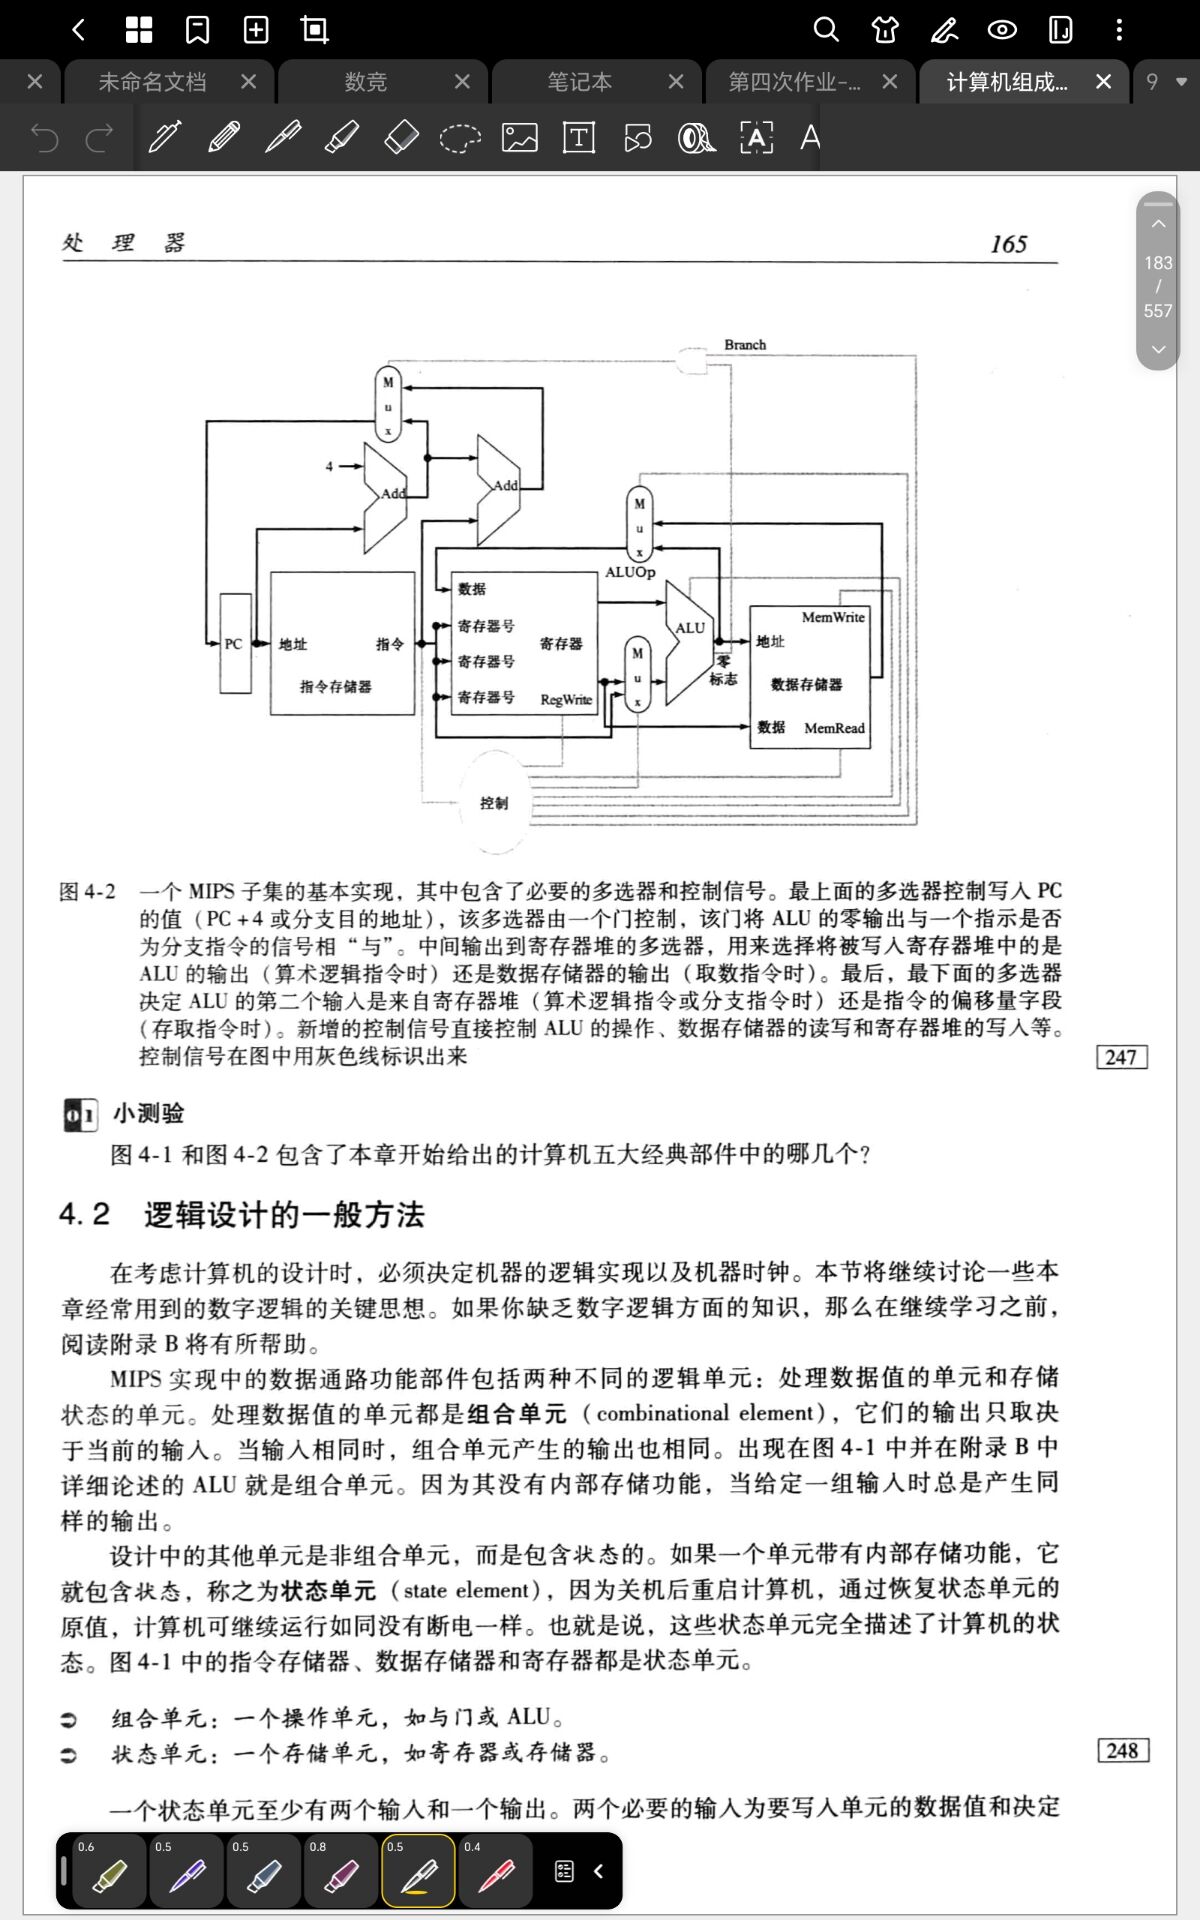 未命名文档
数竞
笔记本
第四次作业-...
计算机组成...
9
T
A
A
183
/
557
处 理 器
165
Branch
M
u
x
4
Add
Add
M
u
x
ALUOp
数据
MemWrite
寄存器号
ALU
PC
地址
指令
寄存器
地址
M
u
x
寄存器号
零
标志
指令存储器
数据存储器
寄存器号
RegWrite
数据
MemRead
控制
图 4-2 一个 MIPS 子集的基本实现，其中包含了必要的多选器和控制信号。最上面的多选器控制写入 PC
的值（PC+4 或分支目的地址），该多选器由一个门控制，该门将 ALU 的零输出与一个指示是否
为分支指令的信号相“与”。中间输出到寄存器堆的多选器，用来选择将被写入寄存器堆中的是
ALU 的输出（算术逻辑指令时）还是数据存储器的输出（取数指令时）。最后，最下面的多选器
决定 ALU 的第二个输入是来自寄存器堆（算术逻辑指令或分支指令时）还是指令的偏移量字段
（存取指令时）。新增的控制信号直接控制 ALU 的操作、数据存储器的读写和寄存器堆的写入等。
控制信号在图中用灰色线标识出来
247
01 小测验
图 4-1 和图 4-2 包含了本章开始给出的计算机五大经典部件中的哪几个？
4.2 逻辑设计的一般方法
在考虑计算机的设计时，必须决定机器的逻辑实现以及机器时钟。本节将继续讨论一些本
章经常用到的数字逻辑的关键思想。如果你缺乏数字逻辑方面的知识，那么在继续学习之前，
阅读附录 B 将有所帮助。
MIPS 实现中的数据通路功能部件包括两种不同的逻辑单元：处理数据值的单元和存储
状态的单元。处理数据值的单元都是组合单元（combinational element），它们的输出只取决
于当前的输入。当输入相同时，组合单元产生的输出也相同。出现在图 4-1 中并在附录 B 中
详细论述的 ALU 就是组合单元。因为其没有内部存储功能，当给定一组输入时总是产生同
样的输出。
设计中的其他单元是非组合单元，而是包含状态的。如果一个单元带有内部存储功能，它
就包含状态，称之为状态单元（state element），因为关机后重启计算机，通过恢复状态单元的
原值，计算机可继续运行如同没有断电一样。也就是说，这些状态单元完全描述了计算机的状
态。图 4-1 中的指令存储器、数据存储器和寄存器都是状态单元。
组合单元：一个操作单元，如与门或 ALU。
状态单元：一个存储单元，如寄存器或存储器。
248
一个状态单元至少有两个输入和一个输出。两个必要的输入为要写入单元的数据值和决定
0.6
0.5
0.5
0.8
0.5
0.4